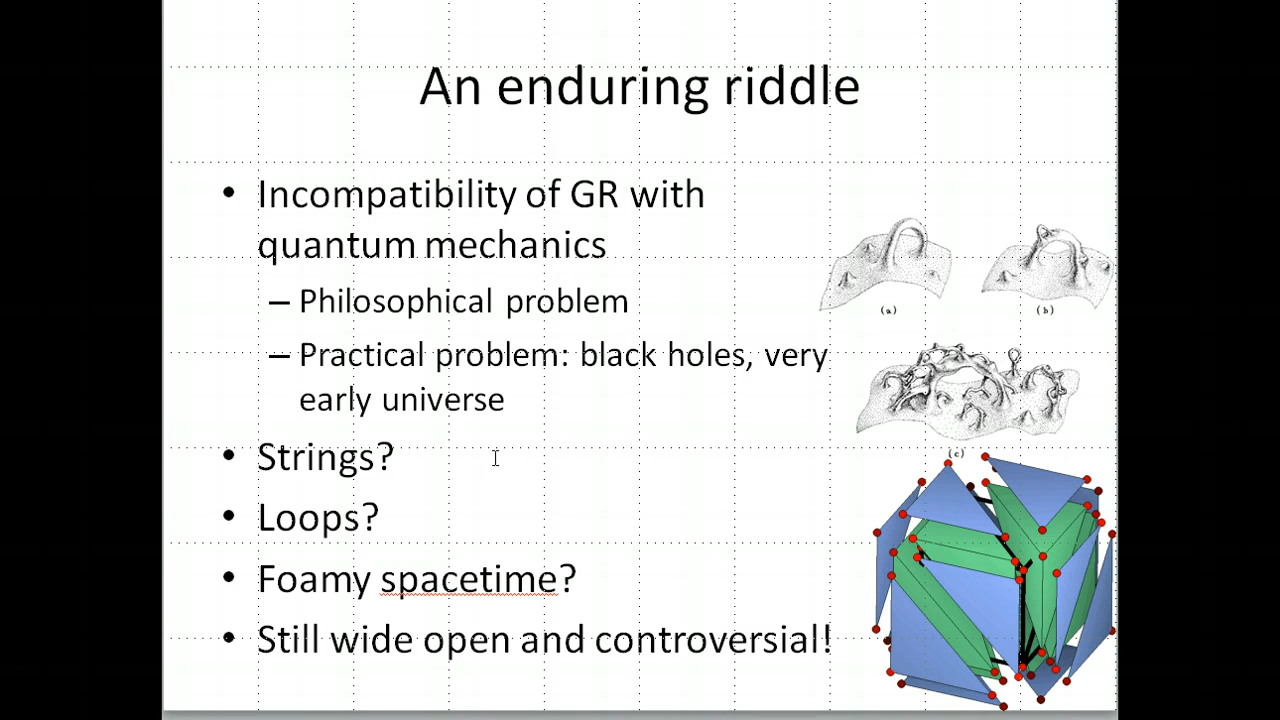 An enduring riddle
• Incompatibility of GR with
quantum mechanics
– Philosophical problem
– Practical problem: black holes, very
early universe
• Strings?
• Loops?
• Foamy spacetime?
• Still wide open and controversial!
(a)
(b)
(c)